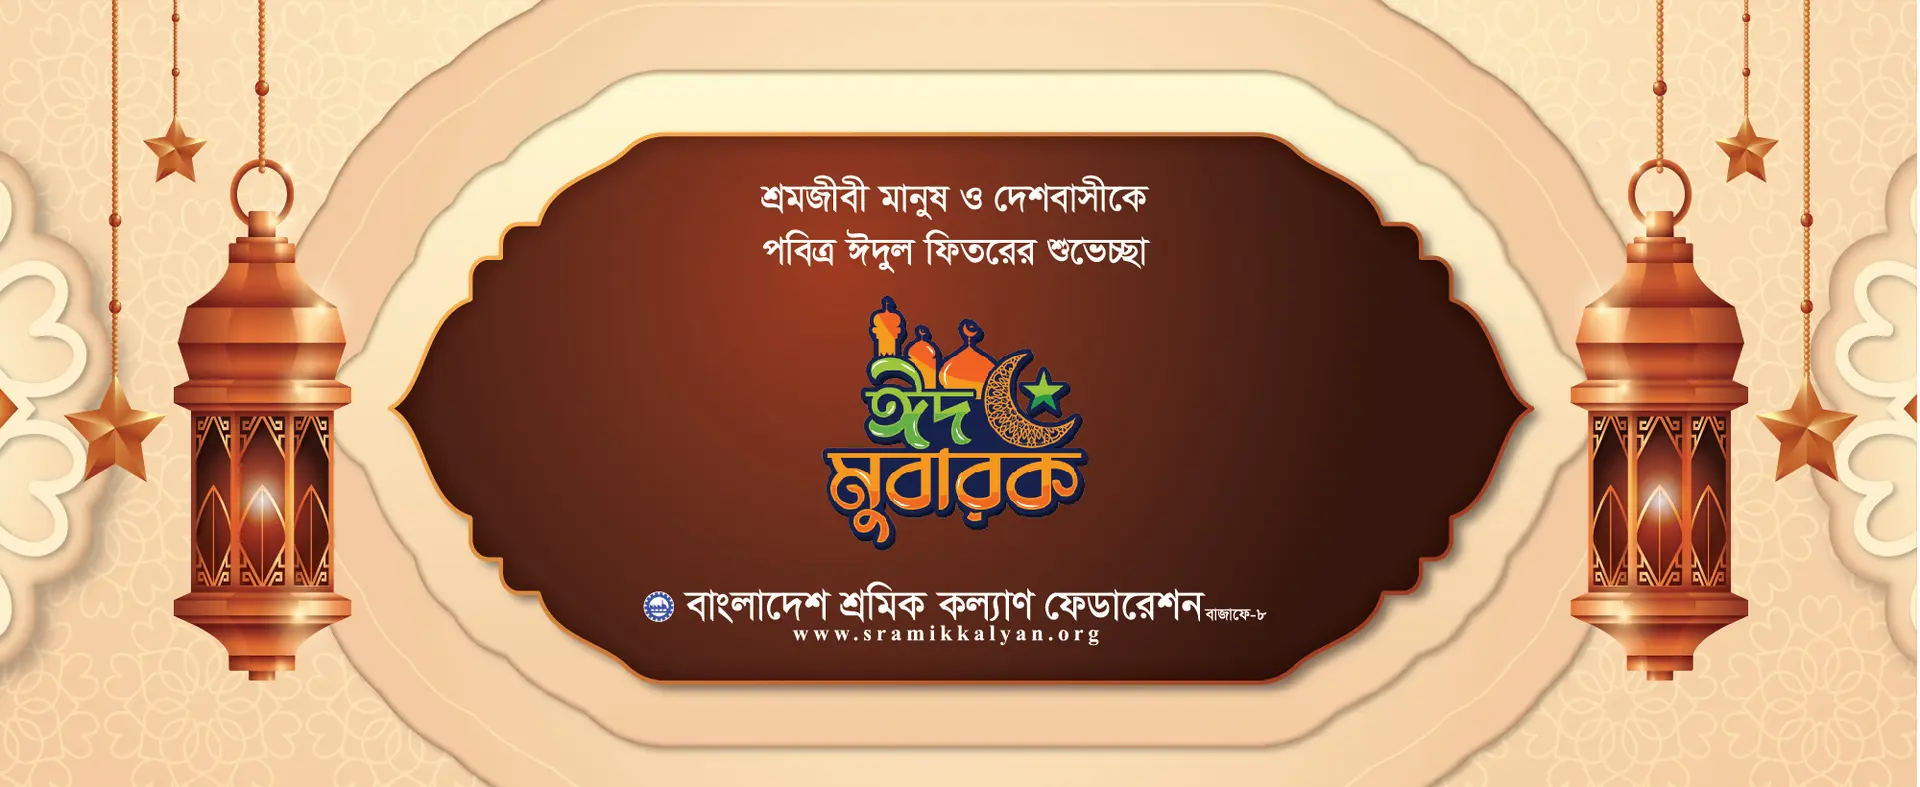 শ্রমজীবী মানুষ ও দেশবাসীকে
পবিত্র ঈদুল ফিতরের শুভেচ্ছা
ঈদ
মুবারক
বাংলাদেশ শ্রমিক কল্যাণ ফেডারেশন বাজাফে-৮
www.sramikkalyan.org